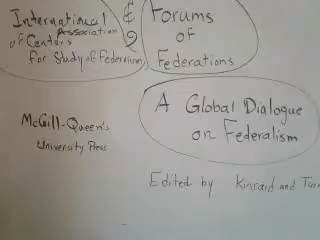 International
Association
of Centers
for Study of Federalism
&
Forums
of
Federations
A Global Dialogue
on Federalism
McGill-Queen's
University Press
Edited by Kincaid and